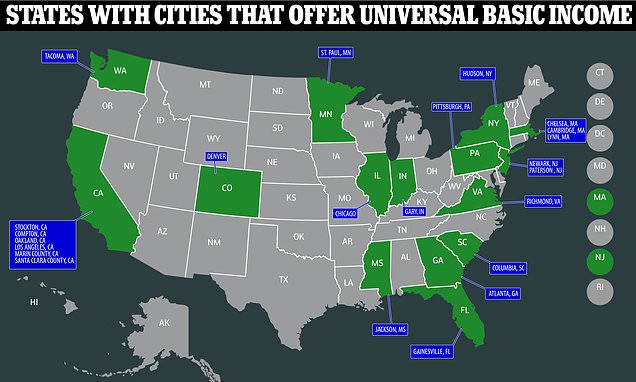 STATES WITH CITIES THAT OFFER UNIVERSAL BASIC INCOME
TACOMA, WA
ST. PAUL, MN
HUDSON, NY
PITTSBURGH, PA
CHELSEA, MA
CAMBRIDGE, MA
LYNN, MA
NEWARK, NJ
PATERSON , NJ
RICHMOND, VA
COLUMBIA, SC
ATLANTA, GA
GAINESVILLE, FL
JACKSON, MS
GARY, IN
CHICAGO
DENVER
STOCKTON, CA
COMPTON, CA
OAKLAND, CA
LOS ANGELES, CA
MARIN COUNTY, CA
SANTA CLARA COUNTY, CA
WA
OR
CA
NV
ID
MT
WY
UT
AZ
CO
NM
ND
SD
NE
KS
OK
TX
MN
IA
MO
AR
LA
WI
IL
MI
IN
OH
KY
TN
MS
AL
GA
FL
SC
NC
VA
WV
PA
NY
VT
ME
HI
AK
CT
DE
DC
MD
MA
NH
NJ
RI